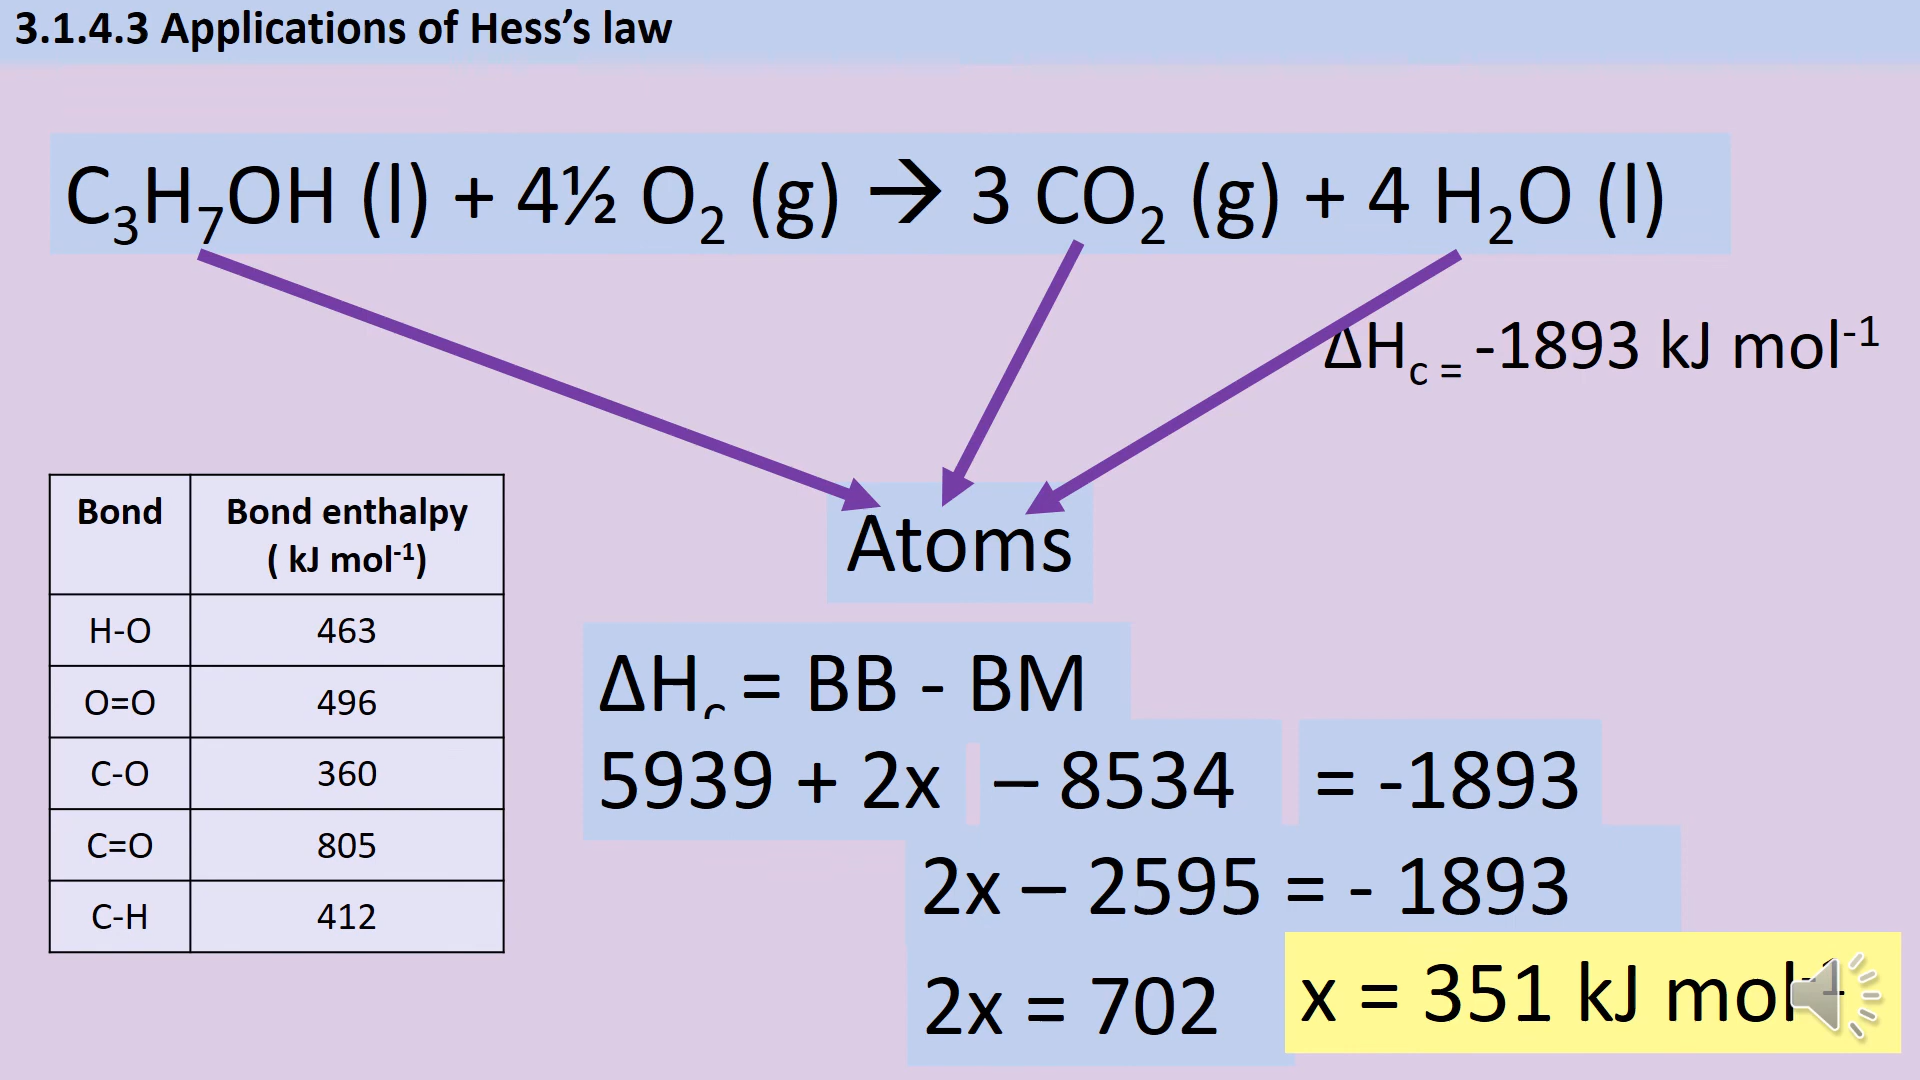 3.1.4.3 Applications of Hess’s law
C₃H₇OH (l) + 4½ O₂ (g) → 3 CO₂ (g) + 4 H₂O (l)
ΔHc = -1893 kJ mol⁻¹
Atoms
Bond Bond enthalpy
( kJ mol⁻¹)
H-O 463
O=O 496
C-O 360
C=O 805
C-H 412
ΔHc = BB - BM
5939 + 2x – 8534 = -1893
2x – 2595 = - 1893
2x = 702
x = 351 kJ mol⁻¹